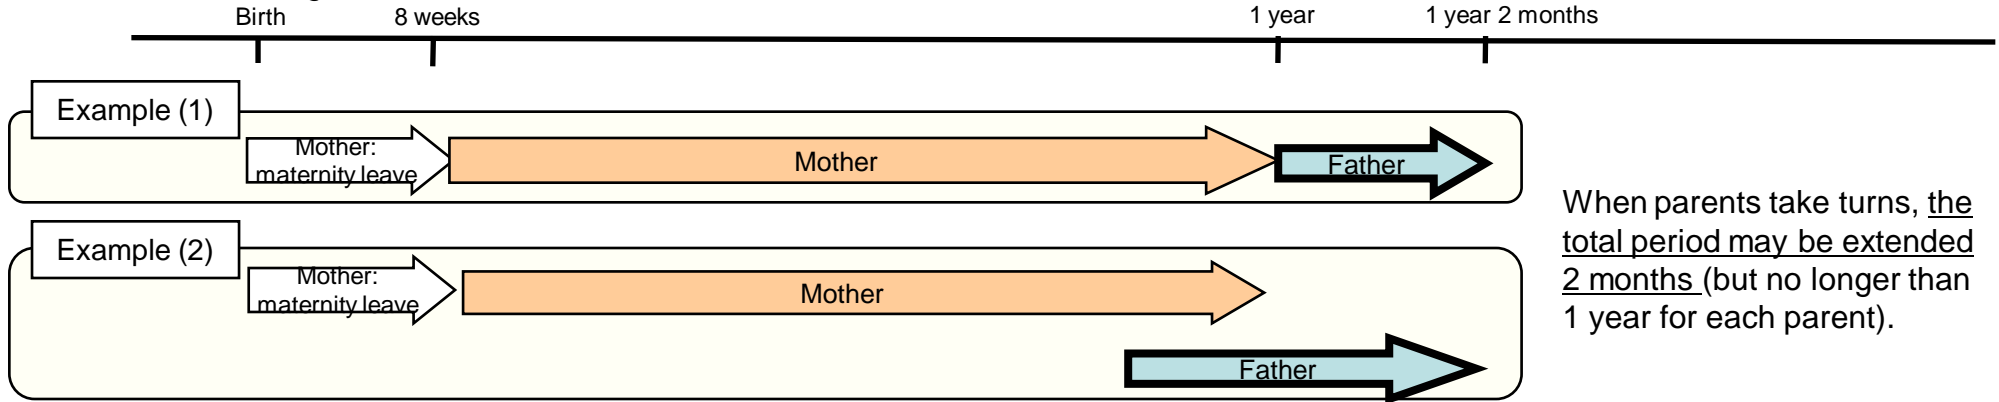 Birth
8 weeks
1 year
1 year 2 months
Example (1)
Mother:
maternity leave
Mother
Father
Example (2)
Mother:
maternity leave
Mother
Father
When parents take turns, the
total period may be extended
2 months (but no longer than
1 year for each parent).